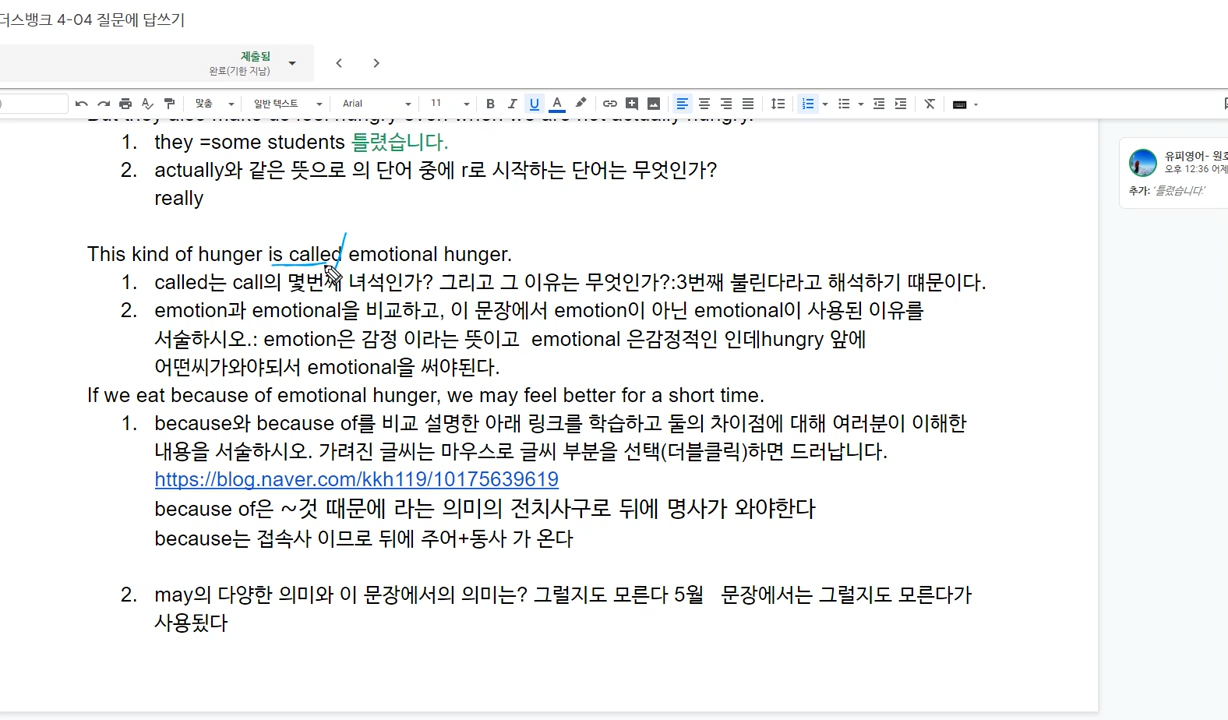 더스뱅크 4-04 질문에 답쓰기
제출됨
완료(기한 지남)
맞춤 일반 텍스트 Arial 11 B I U A
But they also make us feel hungry even when we are not actually hungry.
1. they =some students 틀렸습니다.
2. actually와 같은 뜻으로 의 단어 중에 r로 시작하는 단어는 무엇인가?
really
This kind of hunger is called emotional hunger.
1. called는 call의 몇번째 녀석인가? 그리고 그 이유는 무엇인가?:3번째 불린다라고 해석하기 떄문이다.
2. emotion과 emotional을 비교하고, 이 문장에서 emotion이 아닌 emotional이 사용된 이유를
서술하시오.: emotion은 감정 이라는 뜻이고 emotional 은감정적인 인데hungry 앞에
어떤씨가와야되서 emotional을 써야된다.
If we eat because of emotional hunger, we may feel better for a short time.
1. because와 because of를 비교 설명한 아래 링크를 학습하고 둘의 차이점에 대해 여러분이 이해한
내용을 서술하시오. 가려진 글씨는 마우스로 글씨 부분을 선택(더블클릭)하면 드러납니다.
https://blog.naver.com/kkh119/10175639619
because of은 ~것 때문에 라는 의미의 전치사구로 뒤에 명사가 와야한다
because는 접속사 이므로 뒤에 주어+동사 가 온다
2. may의 다양한 의미와 이 문장에서의 의미는? 그럴지도 모른다 5월 문장에서는 그럴지도 모른다가
사용됬다
유피영어- 원호
오후 12:36 어제
추가: '틀렸습니다.'